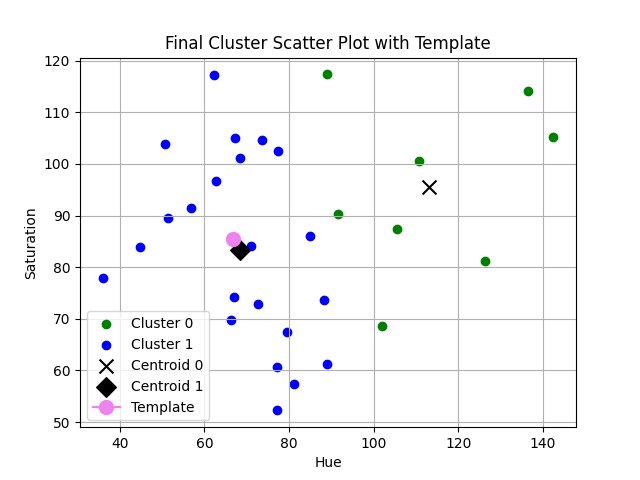 Final Cluster Scatter Plot with Template
120
110
100
90
80
70
60
50
Saturation
Cluster 0
Cluster 1
Centroid 0
Centroid 1
Template
40 60 80 100 120 140
Hue